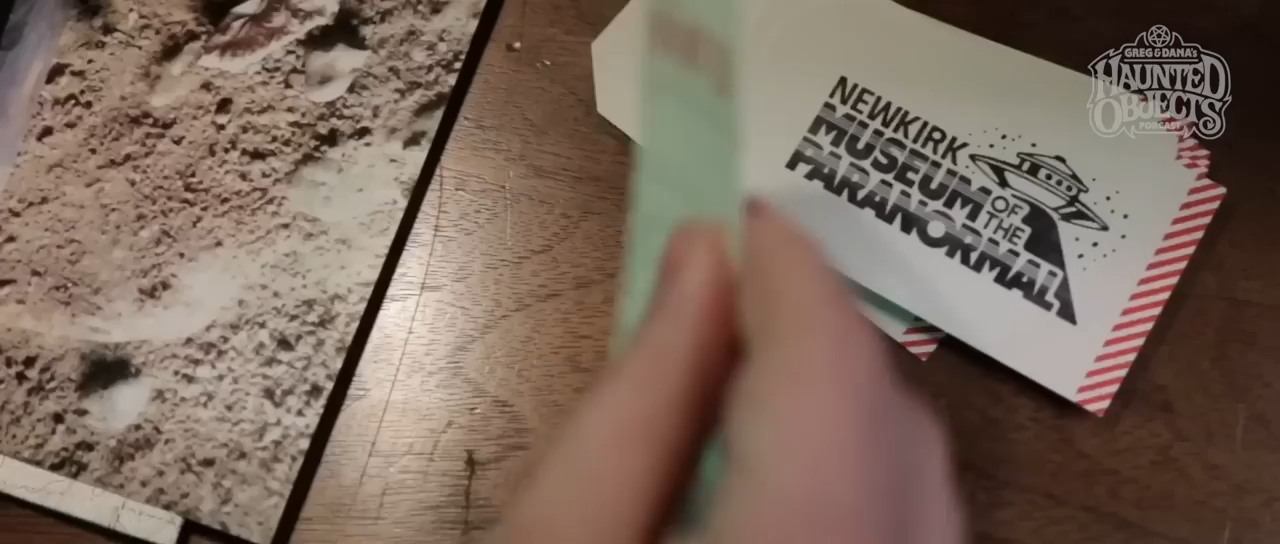 NEWKIRK
MUSEUM
OF
THE
PARANORMAL
GREG & DANA's
HAUNTED
OBJECTS
PODCAST